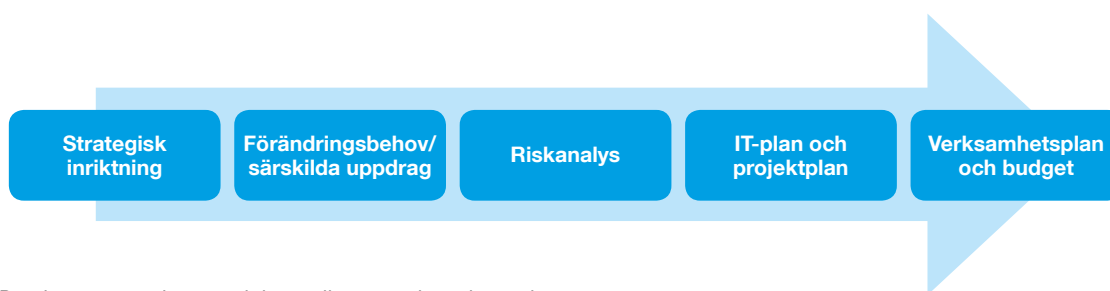 Strategisk
inriktning
Förändringsbehov/
särskilda uppdrag
Riskanalys
IT-plan och
projektplan
Verksamhetsplan
och budget